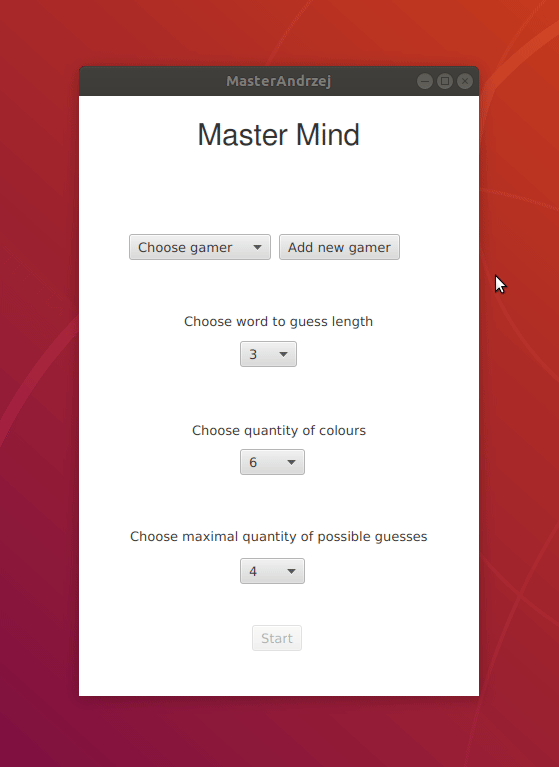 MasterAndrzej
Master Mind
Choose gamer Add new gamer
Choose word to guess length
3
Choose quantity of colours
6
Choose maximal quantity of possible guesses
4
Start